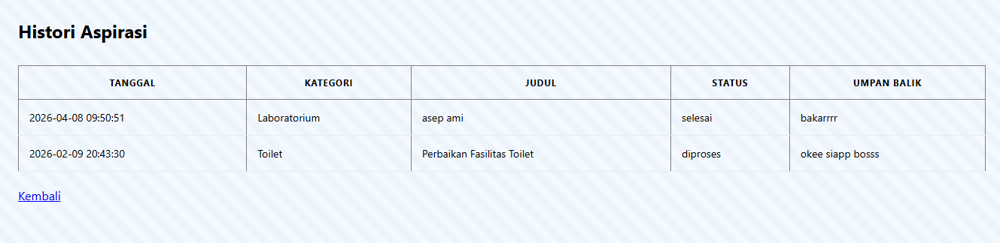 Histori Aspirasi
TANGGAL KATEGORI JUDUL STATUS UMPAN BALIK
2026-04-08 09:50:51 Laboratorium asep ami selesai bakarrrr
2026-02-09 20:43:30 Toilet Perbaikan Fasilitas Toilet diproses okee siapp bosss
Kembali